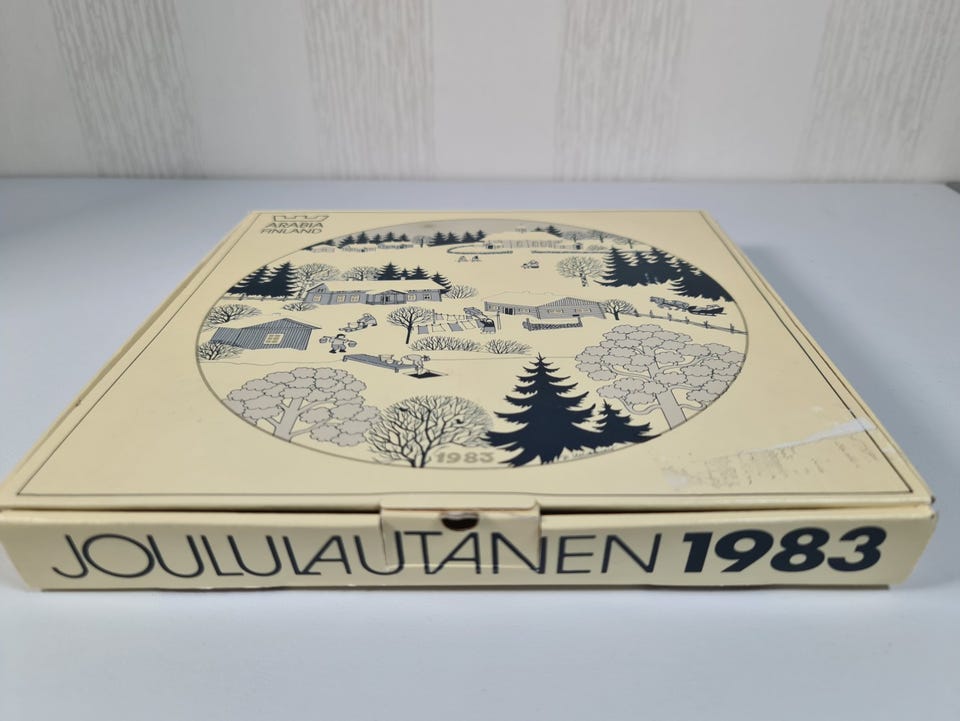 ARABIA
FINLAND
1983
JOULULAUTANEN 1983